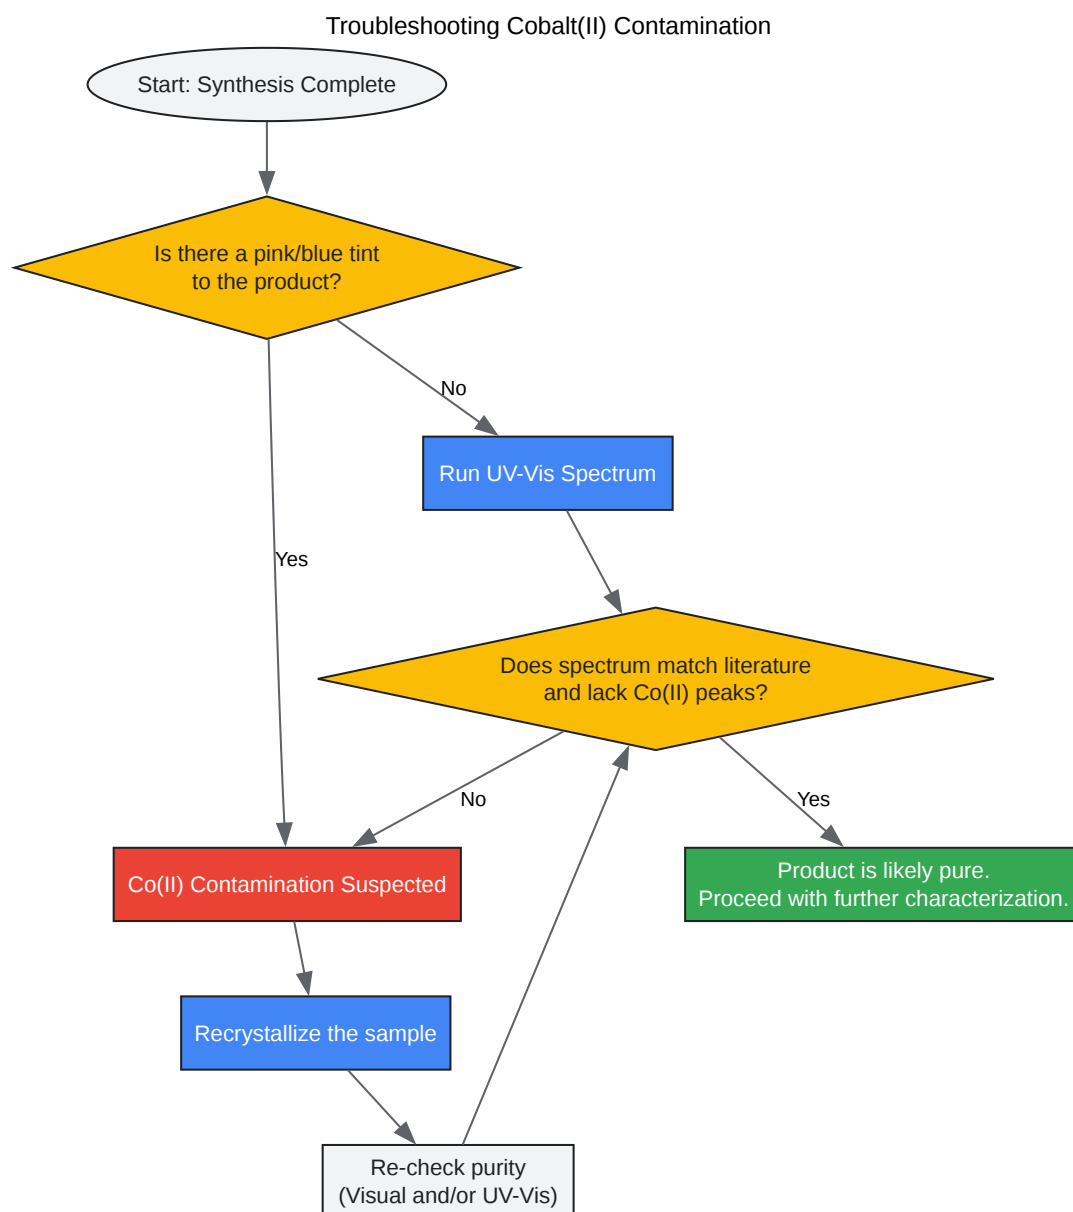 Troubleshooting Cobalt(II) Contamination
Start: Synthesis Complete
Is there a pink/blue tint
to the product?
No
Run UV-Vis Spectrum
Yes
Does spectrum match literature
and lack Co(II) peaks?
No
Yes
Co(II) Contamination Suspected
Product is likely pure.
Proceed with further characterization.
Recrystallize the sample
Re-check purity
(Visual and/or UV-Vis)